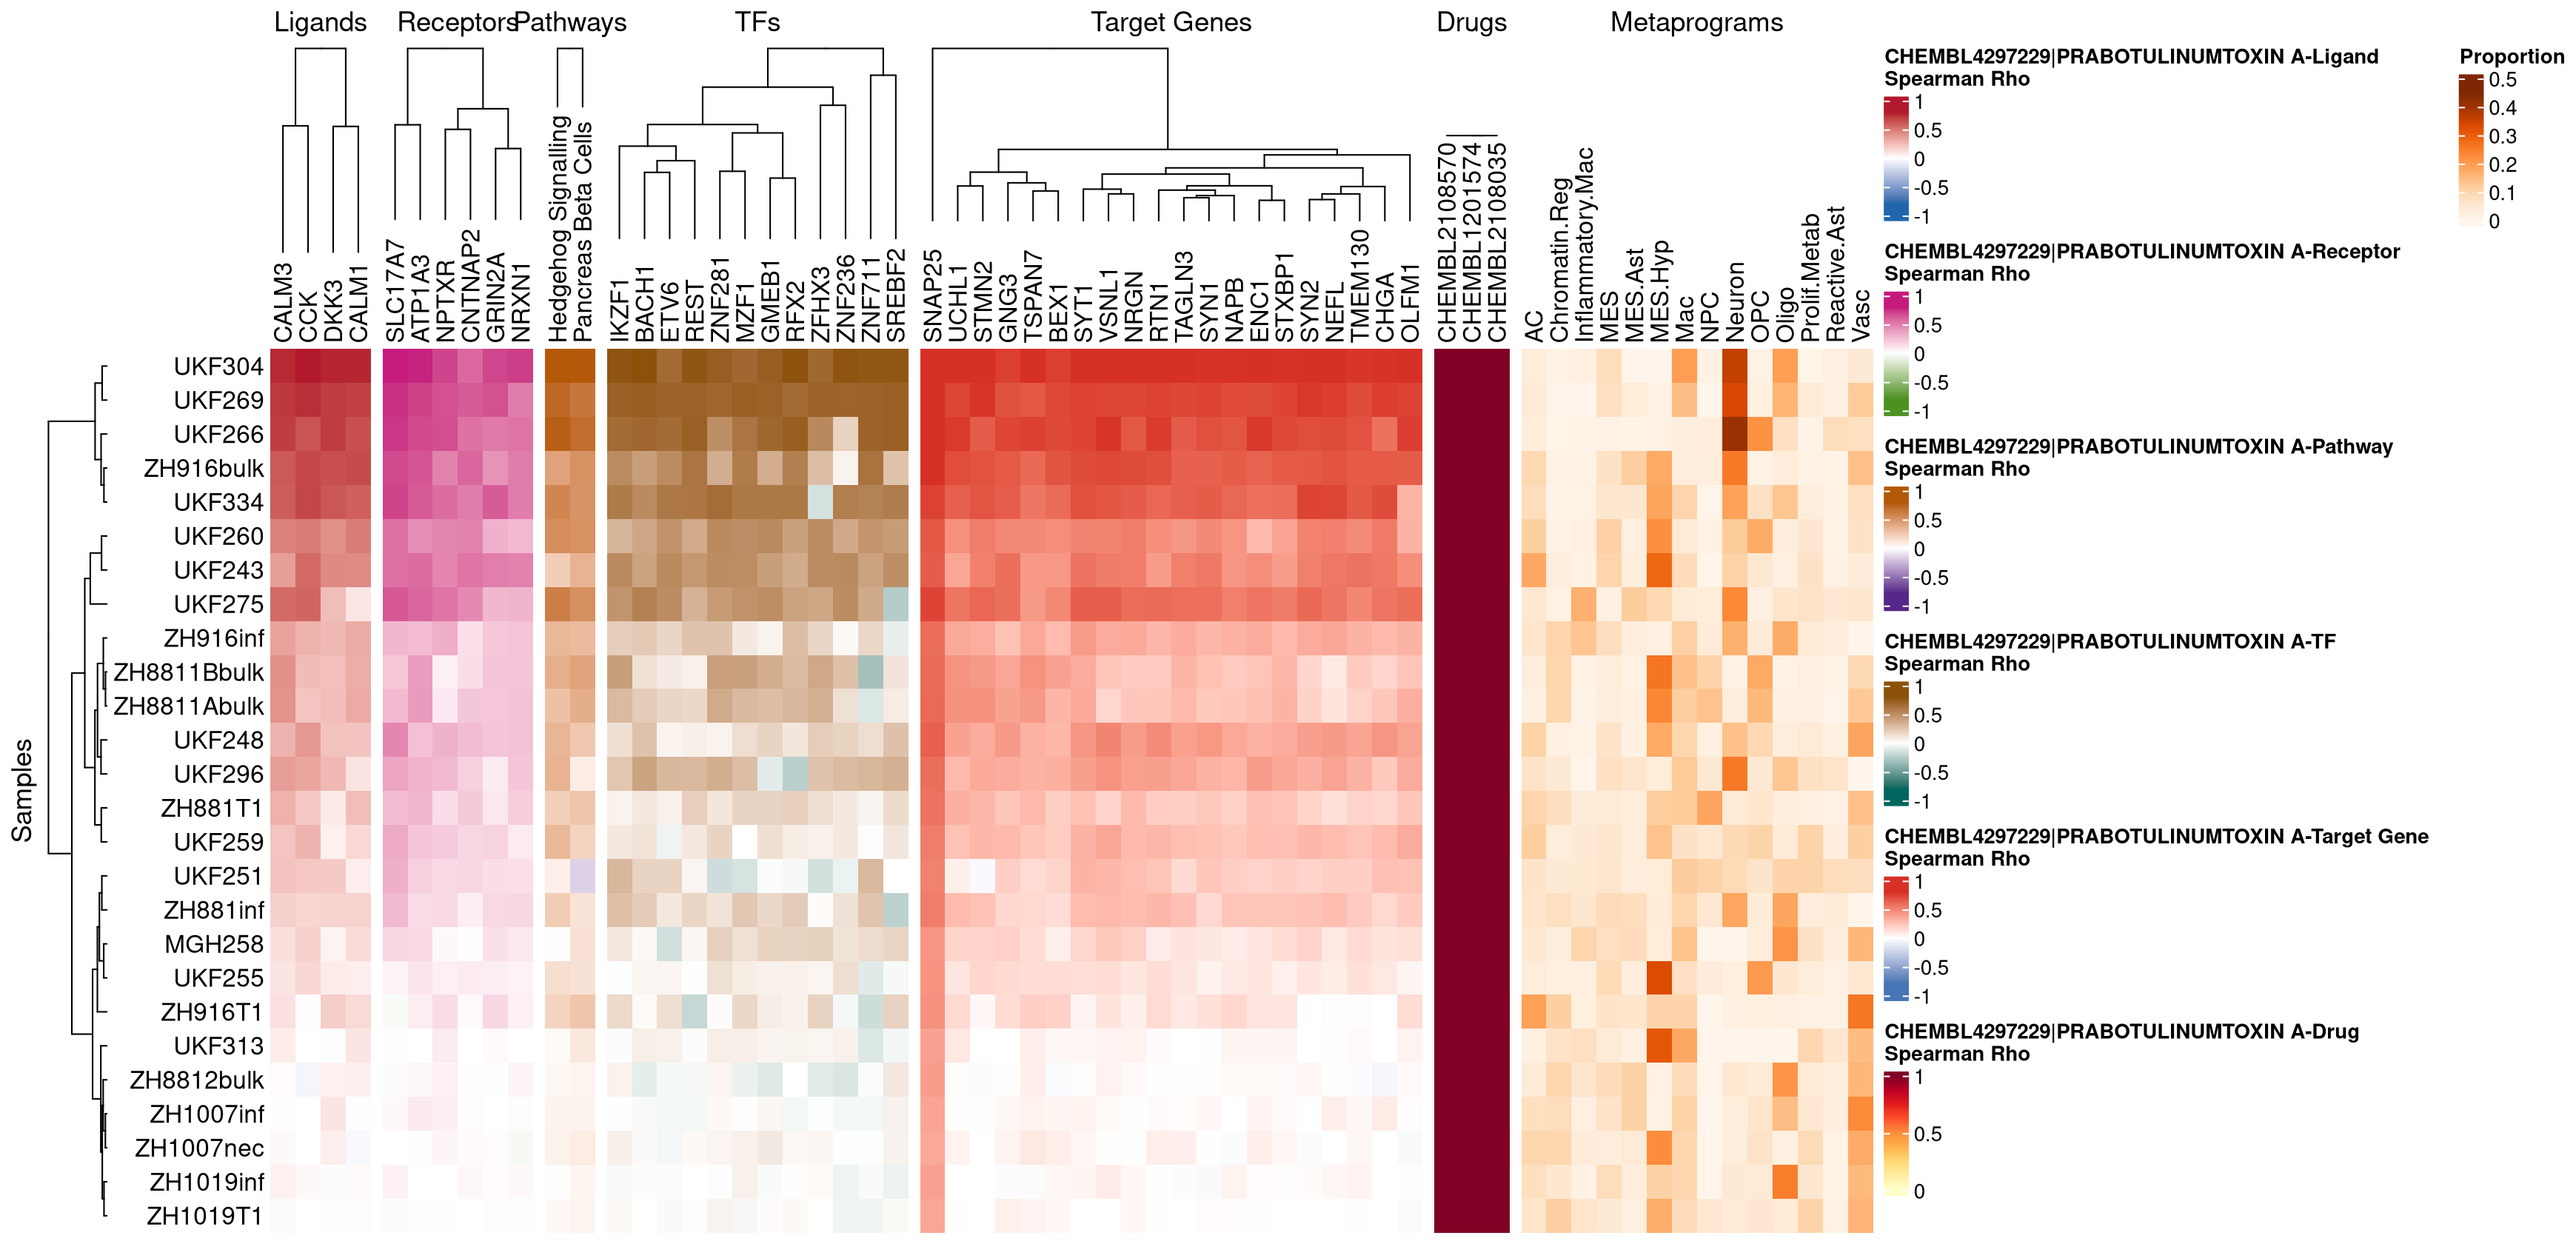 Ligands Receptors Pathways TFs Target Genes Drugs Metaprograms
CALM3
CCK
DKK3
CALM1
SLC17A7
ATP1A3
NPTXR
CNTNAP2
GRIN2A
NRXN1
Hedgehog Signalling
Pancreas Beta Cells
IKZF1
BACH1
ETV6
REST
ZNF281
MZF1
GMEB1
RFX2
ZFHX3
ZNF236
ZNF711
SREBF2
SNAP25
UCHL1
STMN2
GNG3
TSPAN7
BEX1
SYT1
VSNL1
NRGN
RTN1
TAGLN3
SYN1
NAPB
ENC1
STXBP1
SYN2
NEFL
TMEM130
CHGA
OLFM1
CHEMBL2108570
CHEMBL1201574
CHEMBL2108035
AC
Chromatin.Reg
Inflammatory.Mac
MES
MES.Ast
MES.Hyp
Mac
NPC
Neuron
OPC
Oligo
Prolif.Metab
Reactive.Ast
Vasc
Samples
UKF304
UKF269
UKF266
ZH916bulk
UKF334
UKF260
UKF243
UKF275
ZH916inf
ZH8811Bbulk
ZH8811Abulk
UKF248
UKF296
ZH881T1
UKF259
UKF251
ZH881inf
MGH258
UKF255
ZH916T1
UKF313
ZH8812bulk
ZH1007inf
ZH1007nec
ZH1019inf
ZH1019T1
CHEMBL4297229|PRABOTULINUMTOXIN A-Ligand
Spearman Rho
1
0.5
0
-0.5
-1
CHEMBL4297229|PRABOTULINUMTOXIN A-Receptor
Spearman Rho
1
0.5
0
-0.5
-1
CHEMBL4297229|PRABOTULINUMTOXIN A-Pathway
Spearman Rho
1
0.5
0
-0.5
-1
CHEMBL4297229|PRABOTULINUMTOXIN A-TF
Spearman Rho
1
0.5
0
-0.5
-1
CHEMBL4297229|PRABOTULINUMTOXIN A-Target Gene
Spearman Rho
1
0.5
0
-0.5
-1
CHEMBL4297229|PRABOTULINUMTOXIN A-Drug
Spearman Rho
1
0.5
0
Proportion
0.5
0.4
0.3
0.2
0.1
0